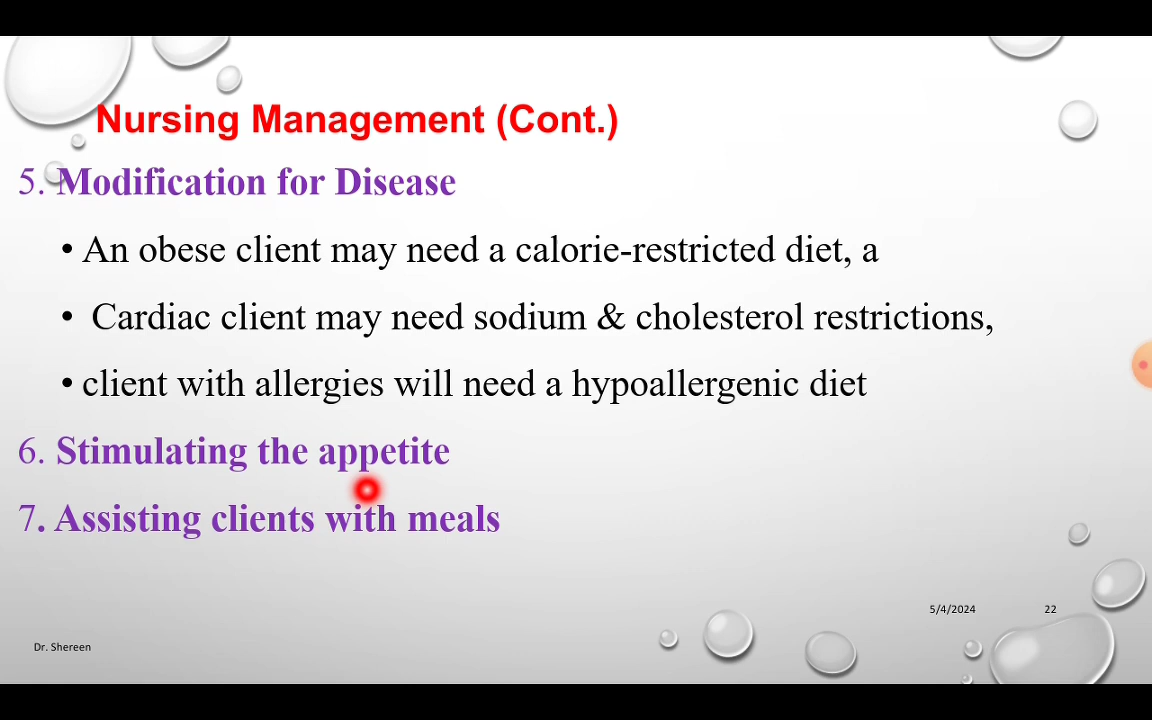 Nursing Management (Cont.)
5. Modification for Disease
• An obese client may need a calorie-restricted diet, a
• Cardiac client may need sodium & cholesterol restrictions,
• client with allergies will need a hypoallergenic diet
6. Stimulating the appetite
7. Assisting clients with meals
5/4/2024 22
Dr. Shereen